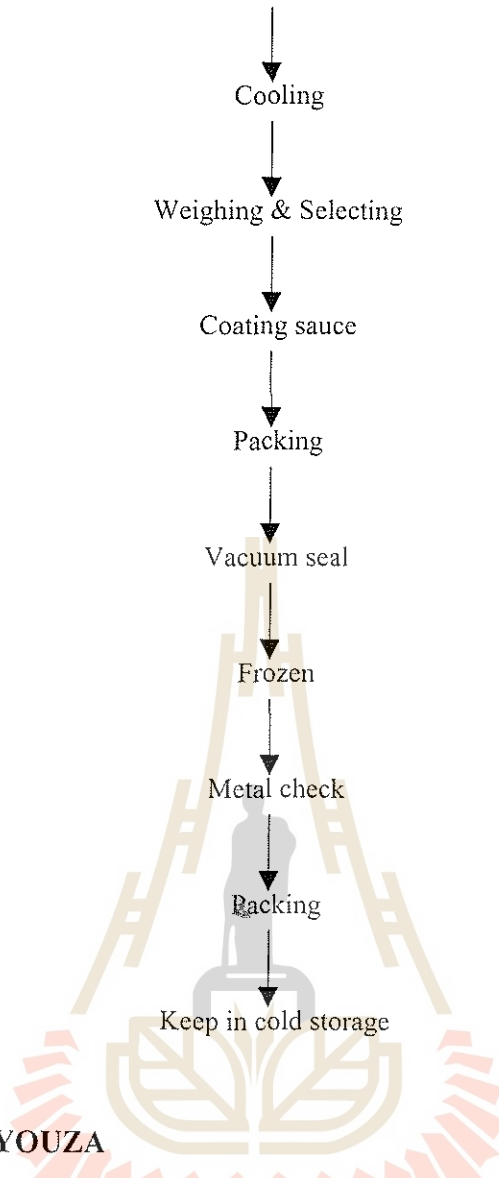 Cooling
Weighing & Selecting
Coating sauce
Packing
Vacuum seal
Frozen
Metal check
Packing
Keep in cold storage
YOUZA